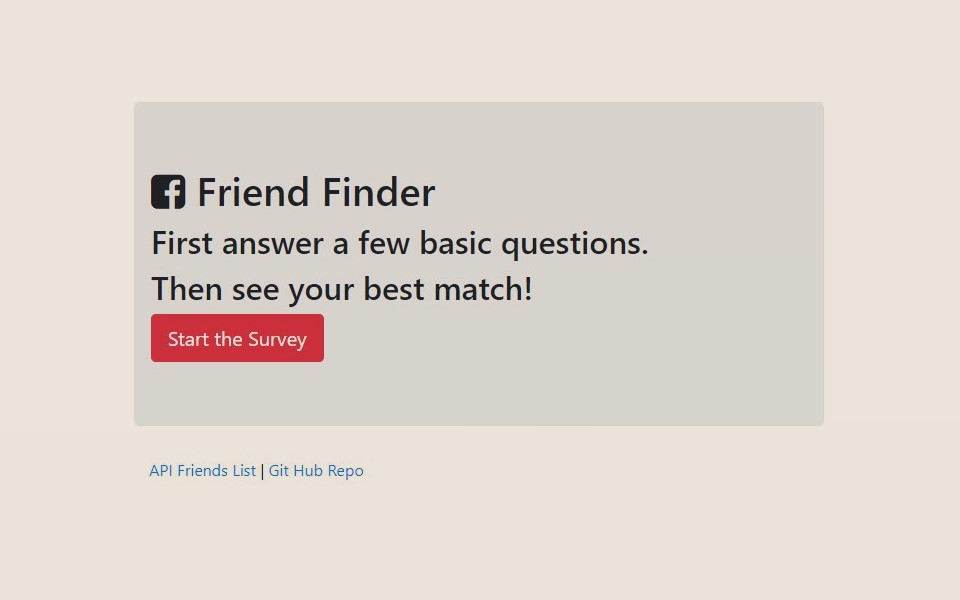 Friend Finder
First answer a few basic questions.
Then see your best match!
Start the Survey
API Friends List | Git Hub Repo